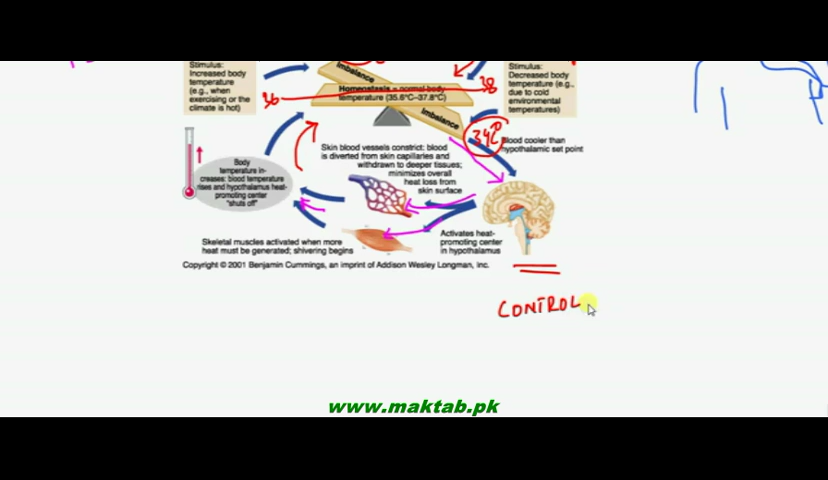 Stimulus:
Increased body
temperature
(e.g., when
exercising or the
climate is hot)
Imbalance
36
Homeostasis = normal body
temperature (35.6°C–37.8°C)
38
Imbalance
Stimulus:
Decreased body
temperature (e.g.,
due to cold
environmental
temperatures)
34C°
Blood cooler than
hypothalamic set point
Skin blood vessels constrict: blood
is diverted from skin capillaries and
withdrawn to deeper tissues;
minimizes overall
heat loss from
skin surface
Body
temperature in-
creases: blood temperature
rises and hypothalamus heat-
promoting center
"shuts off"
Skeletal muscles activated when more
heat must be generated; shivering begins
Activates heat-
promoting center
in hypothalamus
Copyright © 2001 Benjamin Cummings, an imprint of Addison Wesley Longman, Inc.
CONTROL
www.maktab.pk